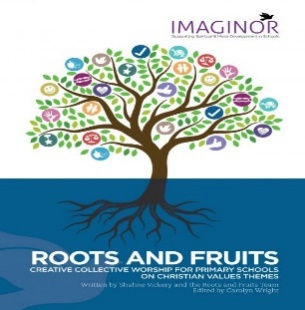 IMAGINOR
Supporting Spiritual & Moral Development in Schools
ROOTS AND FRUITS
CREATIVE COLLECTIVE WORSHIP FOR PRIMARY SCHOOLS
ON CHRISTIAN VALUES THEMES
Written by Shahne Vickery and the Roots and Fruits Team
Edited by Carolyn Wright